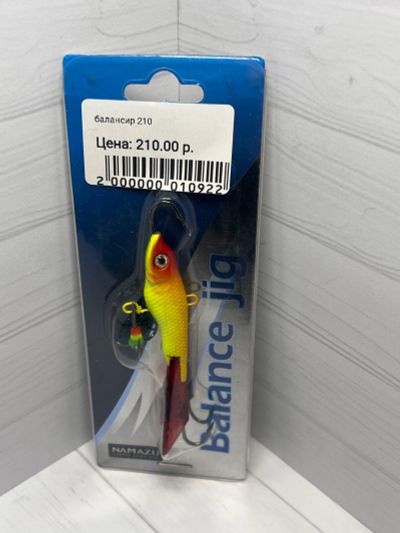 балансир 210
Цена: 210.00 р.
2 000000 010922
balance jig
NAMAZU